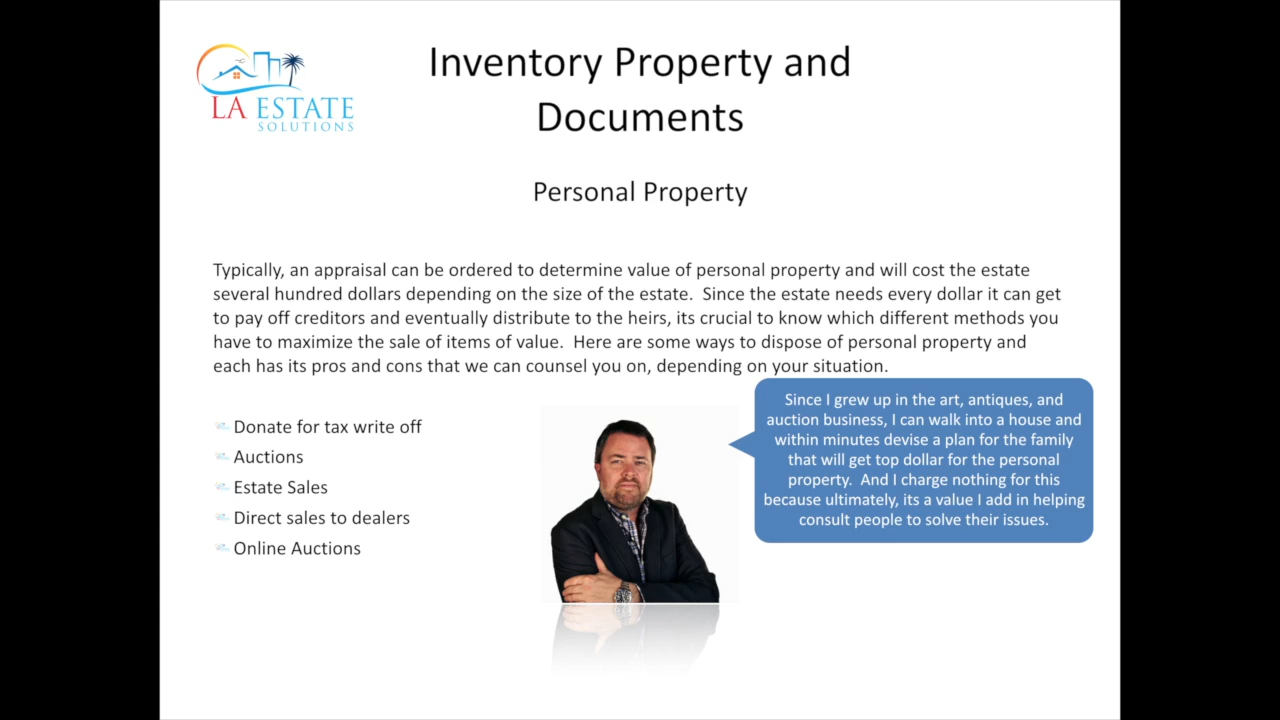 LA ESTATE
SOLUTIONS
Inventory Property and
Documents
Personal Property
Typically, an appraisal can be ordered to determine value of personal property and will cost the estate
several hundred dollars depending on the size of the estate.  Since the estate needs every dollar it can get
to pay off creditors and eventually distribute to the heirs, its crucial to know which different methods you
have to maximize the sale of items of value.  Here are some ways to dispose of personal property and
each has its pros and cons that we can counsel you on, depending on your situation.
Donate for tax write off
Auctions
Estate Sales
Direct sales to dealers
Online Auctions
Since I grew up in the art, antiques, and
auction business, I can walk into a house and
within minutes devise a plan for the family
that will get top dollar for the personal
property.  And I charge nothing for this
because ultimately, its a value I add in helping
consult people to solve their issues.